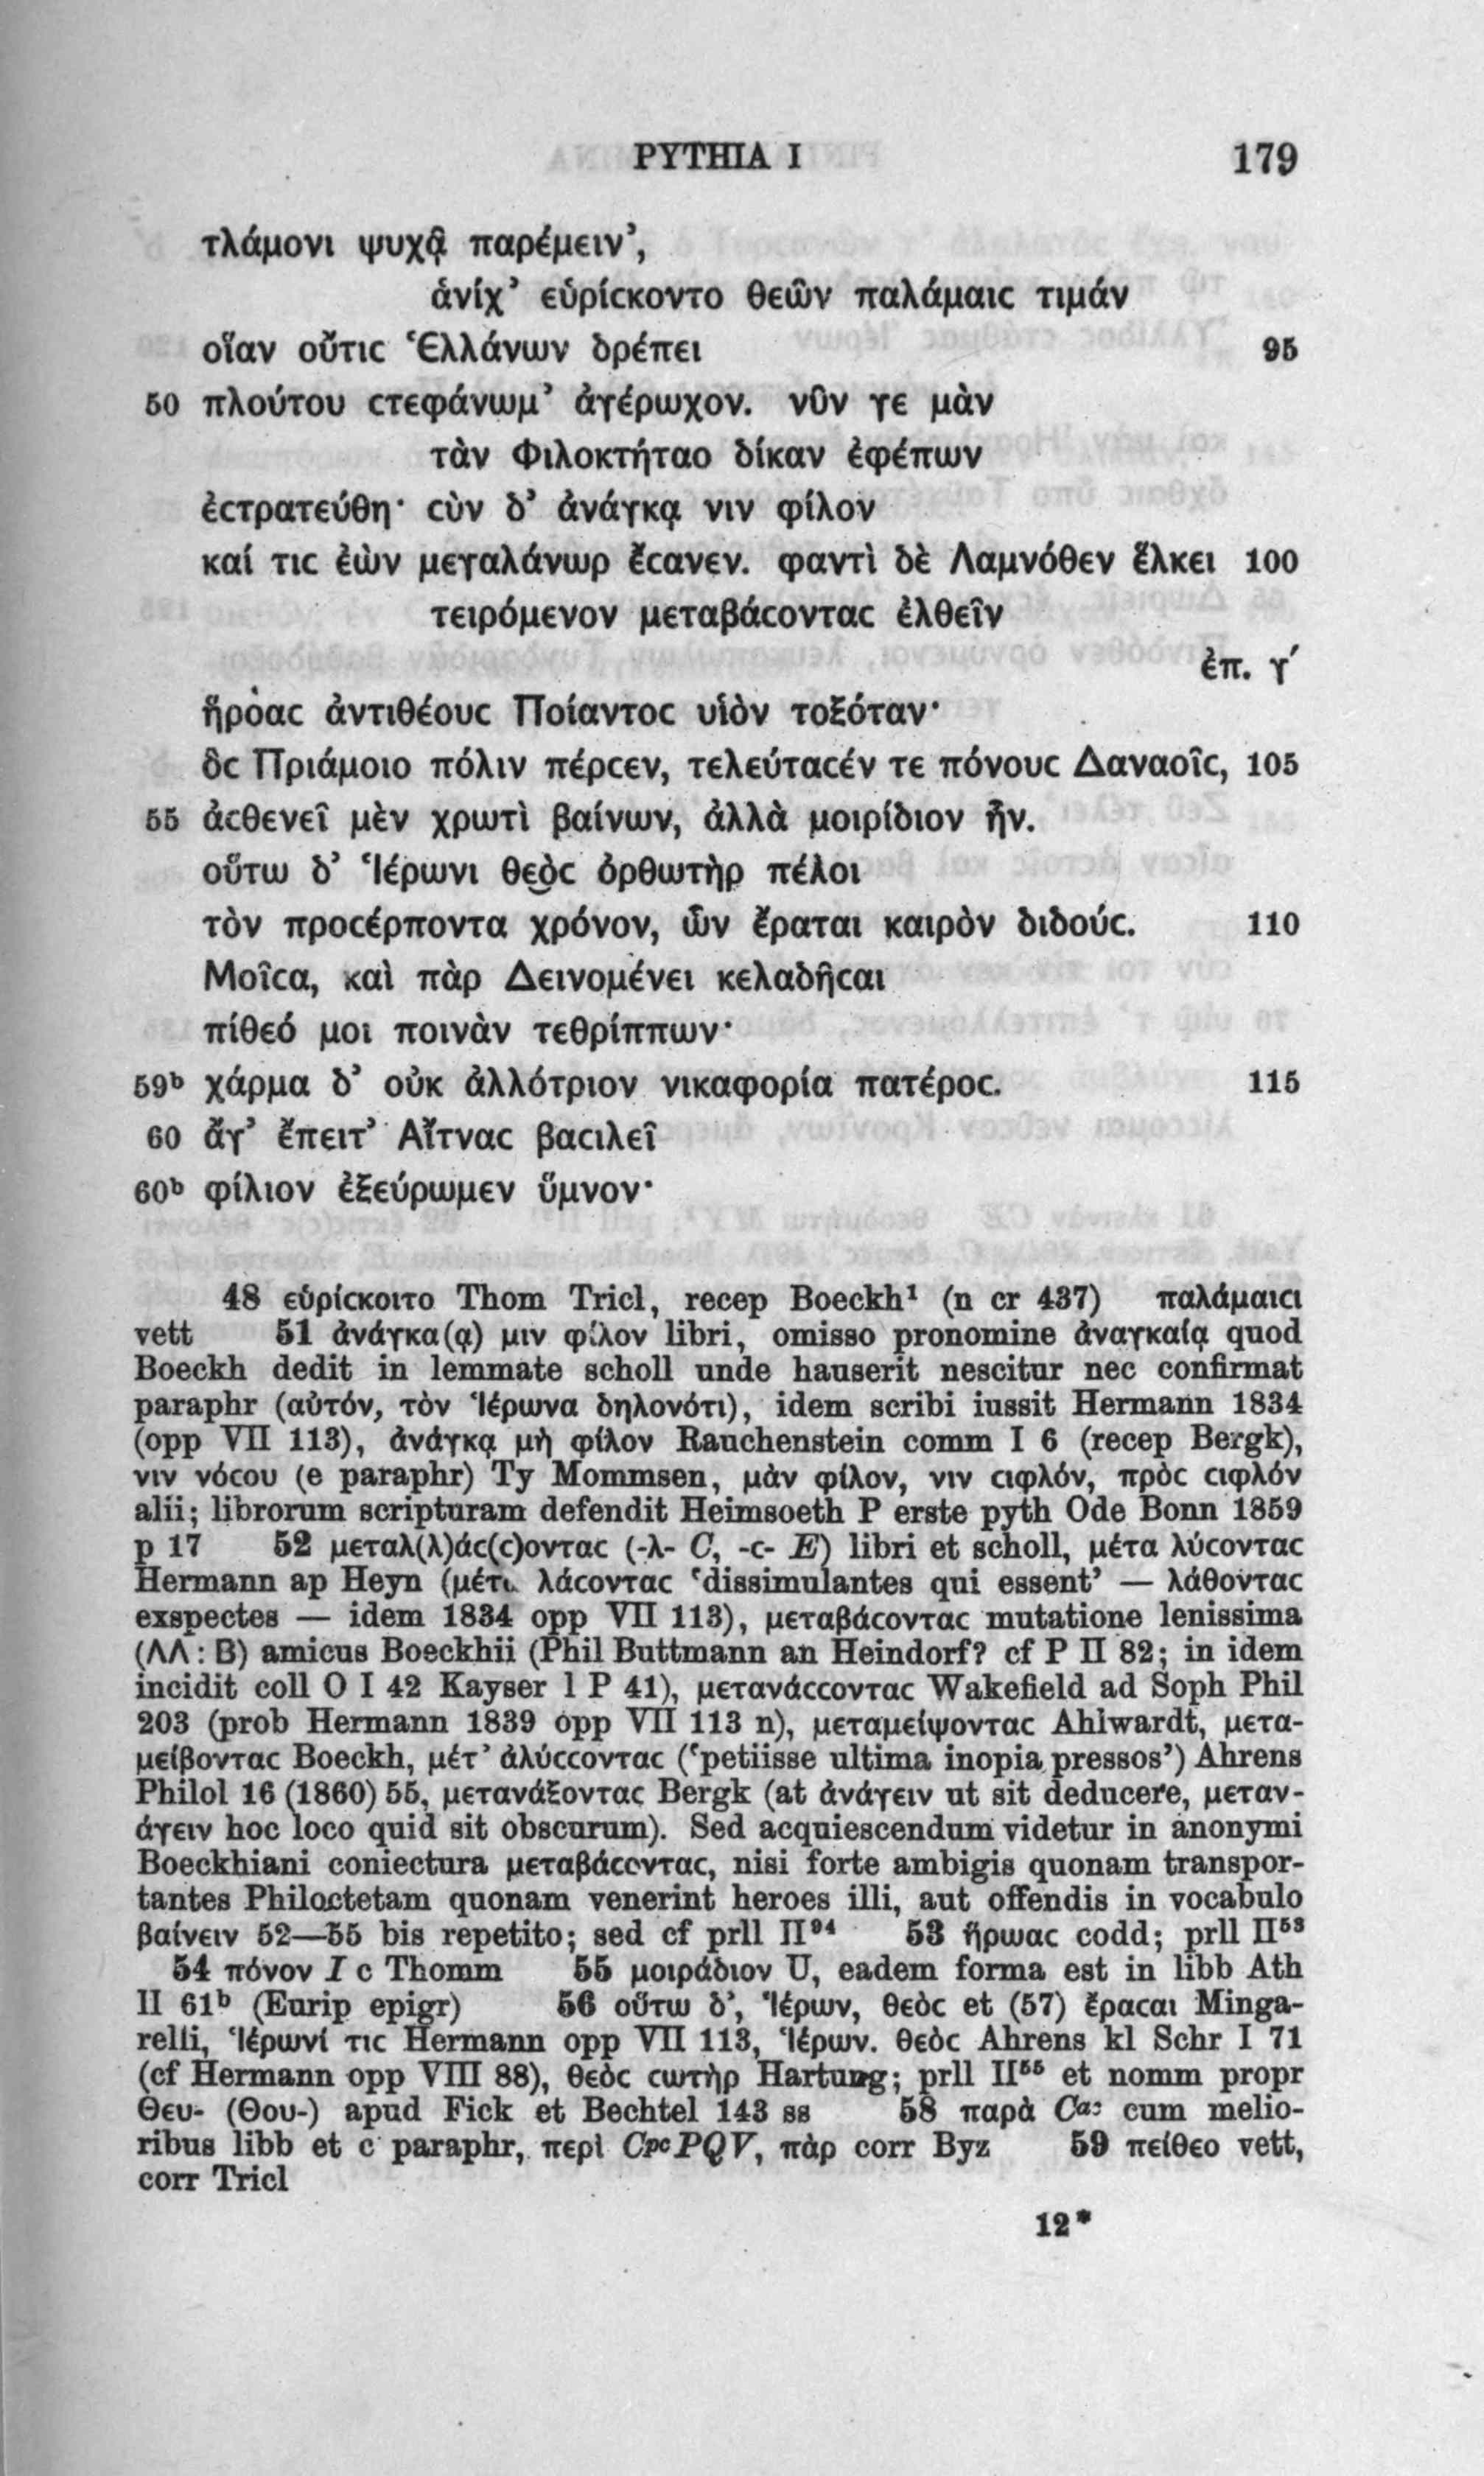 PYTHIA I 179
τλάμονι ψυχᾷ παρέμειν’,
ἁνίχ’ εὑρίϲκοντο θεῶν παλάμαιϲ τιμάν
οἵαν οὔτιϲ Ἑλλάνων δρέπει 95
50 πλούτου ϲτεφάνωμ’ ἀγέρωχον. νῦν γε μὰν
τὰν Φιλοκτήταο δίκαν ἐφέπων
ἐϲτρατεύθη· ϲὺν δ’ ἀνάγκᾳ νιν φίλον
καί τιϲ ἐὼν μεγαλάνωρ ἔϲανεν. φαντὶ δὲ Λαμνόθεν ἕλκει 100
τειρόμενον μεταβάϲονταϲ ἐλθεῖν
ἐπ. γ´
ἥρόαϲ ἀντιθέουϲ Ποίαντοϲ υἱὸν τοξόταν·
ὃϲ Πριάμοιο πόλιν πέρϲεν, τελεύταϲέν τε πόνουϲ Δαναοῖϲ, 105
55 ἀϲθενεῖ μὲν χρωτὶ βαίνων, ἀλλὰ μοιρίδιον ἦν.
οὕτω δ’ Ἱέρωνι θεὸϲ ὀρθωτὴρ πέλοι
τὸν προϲέρποντα χρόνον, ὧν ἔραται καιρὸν διδούϲ. 110
Μοῖϲα, καὶ πὰρ Δεινομένει κελαδῆϲαι
πίθεό μοι ποινὰν τεθρίππων·
59ᵇ χάρμα δ’ οὐκ ἀλλότριον νικαφορία πατέροϲ. 115
60 ἄγ’ ἔπειτ’ Αἴτναϲ βαϲιλεῖ
60ᵇ φίλιον ἐξεύρωμεν ὕμνον·
48 εὑρίϲκοιτο Thom Tricl, recep Boeckh¹ (n cr 437) παλάμαιϲι
vett 51 ἀνάγκα(ᾳ) μιν φίλον libri, omisso pronomine ἀναγκαίᾳ quod
Boeckh dedit in lemmate scholl unde hauserit nescitur nec confirmat
paraphr (αὐτόν, τὸν Ἱέρωνα δηλονότι), idem scribi iussit Hermann 1834
(opp VII 113), ἀνάγκᾳ μὴ φίλον Rauchenstein comm I 6 (recep Bergk),
νιν νόϲου (e paraphr) Ty Mommsen, μὰν φίλον, νιν ϲιφλόν, πρὸϲ ϲιφλόν
alii; librorum scripturam defendit Heimsoeth P erste pyth Ode Bonn 1859
p 17 52 μεταλ(λ)άϲ(ϲ)ονταϲ (-λ- C, -ϲ- E) libri et scholl, μέτα λύϲονταϲ
Hermann ap Heyn (μέτα λάϲονταϲ ‘dissimulantes qui essent’ — λάθονταϲ
exspectes — idem 1834 opp VII 113), μεταβάϲονταϲ mutatione lenissima
(ΛΛ : Β) amicus Boeckhii (Phil Buttmann an Heindorf? cf P II 82; in idem
incidit coll O I 42 Kayser l P 41), μετανάϲϲονταϲ Wakefield ad Soph Phil
203 (prob Hermann 1839 opp VII 113 n), μεταμείψονταϲ Ahlwardt, μετα-
μείβονταϲ Boeckh, μέτ’ ἀλύϲϲονταϲ (‘petiisse ultima inopia pressos’) Ahrens
Philol 16 (1860) 55, μετανάξονταϲ Bergk (at ἀνάγειν ut sit deducere, μεταν-
άγειν hoc loco quid sit obscurum). Sed acquiescendum videtur in anonymi
Boeckhiani coniectura μεταβάϲονταϲ, nisi forte ambigis quonam transpor-
tantes Philoctetam quonam venerint heroes illi, aut offendis in vocabulo
βαίνειν 52—55 bis repetito; sed cf prll II⁹⁴ 53 ἥρωαϲ codd; prll II⁵³
54 πόνον I c Thomm 55 μοιράδιον U, eadem forma est in libb Ath
II 61ᵇ (Eurip epigr) 56 οὕτω δ’, Ἱέρων, θεὸϲ et (57) ἔραϲαι Minga-
relli, Ἱέρωνί τιϲ Hermann opp VII 113, Ἱέρων. θεὸϲ Ahrens kl Schr I 71
(cf Hermann opp VIII 88), θεὸϲ ϲωτὴρ Hartung; prll II⁵⁵ et nomm propr
Θευ- (Θου-) apud Fick et Bechtel 143 ss 58 παρὰ Cᵃᶜ cum melio-
ribus libb et c paraphr, περὶ CᵖᶜPQV, πὰρ corr Byz 59 πείθεο vett,
corr Tricl
12*